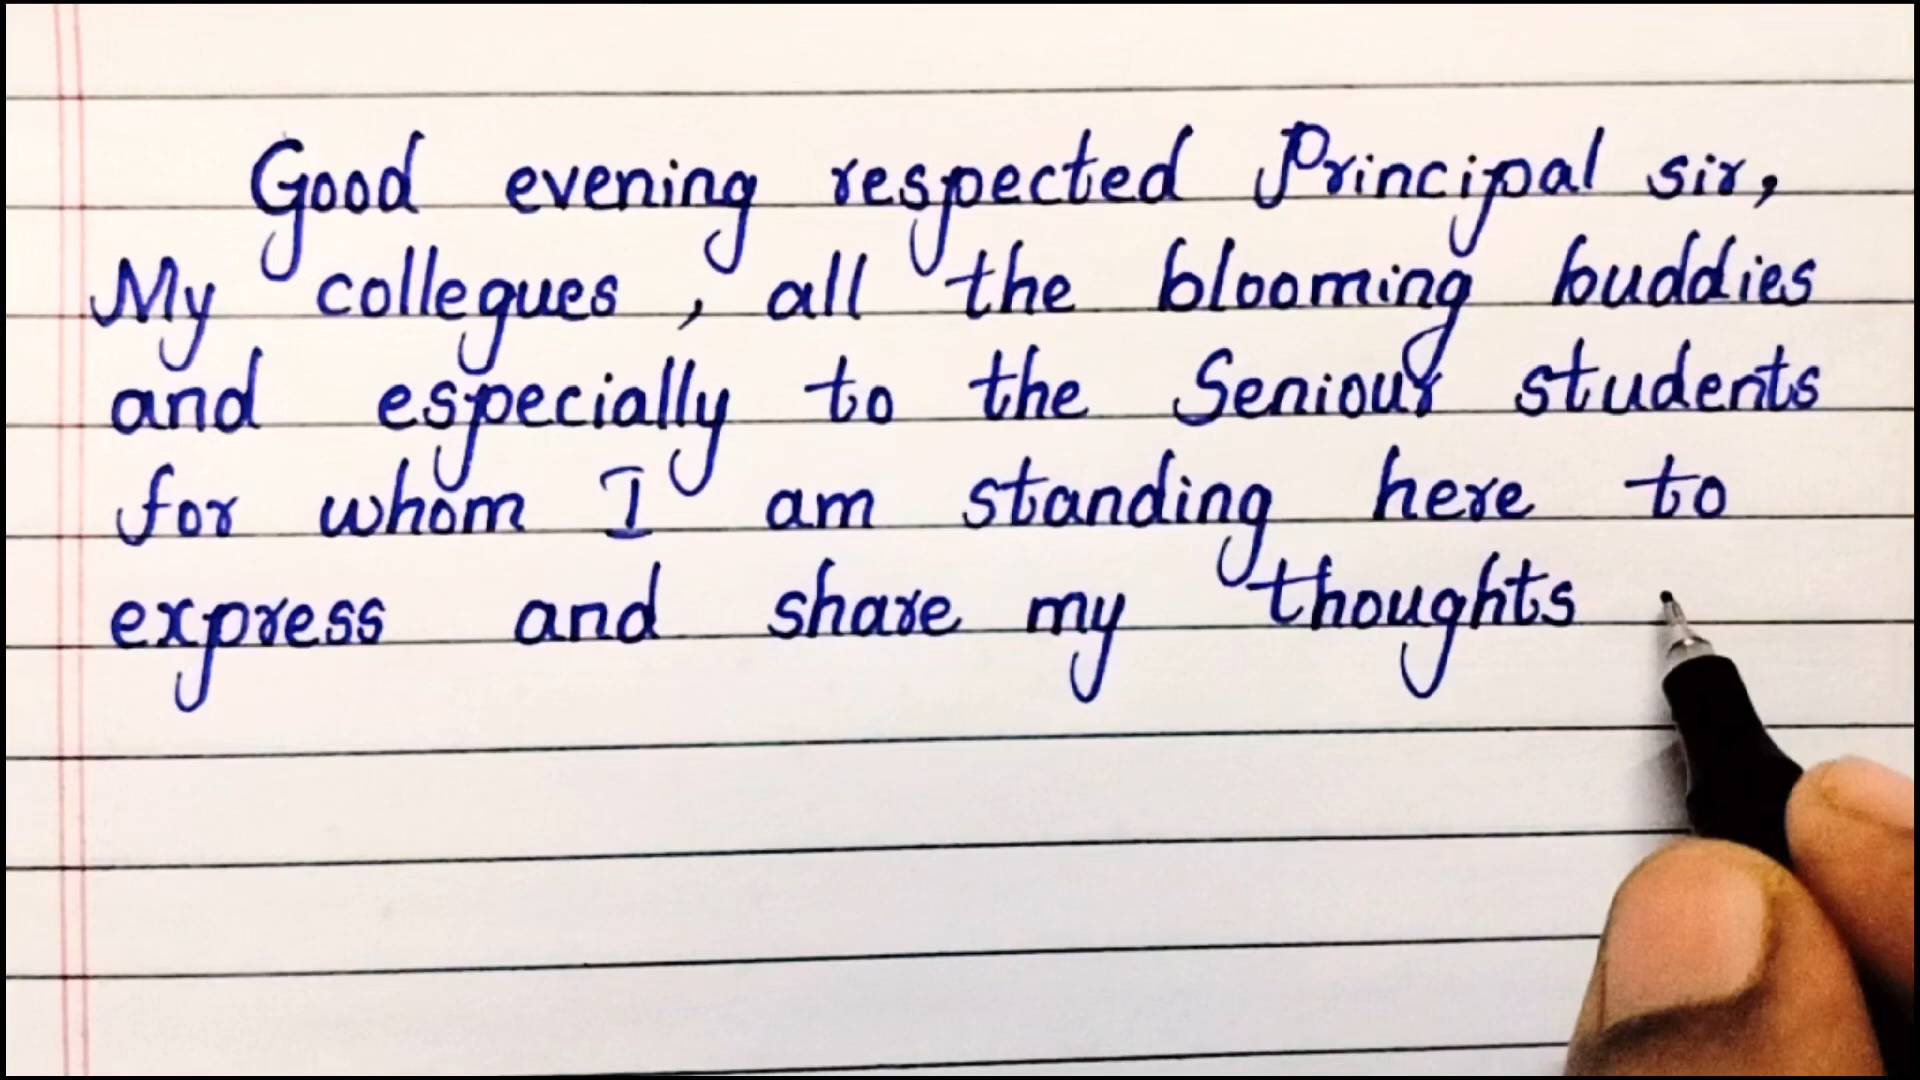 Good evening respected Principal sir,
My collegues , all the blooming buddies
and especially to the Seniour students
for whom I am standing here to
express and share my thoughts